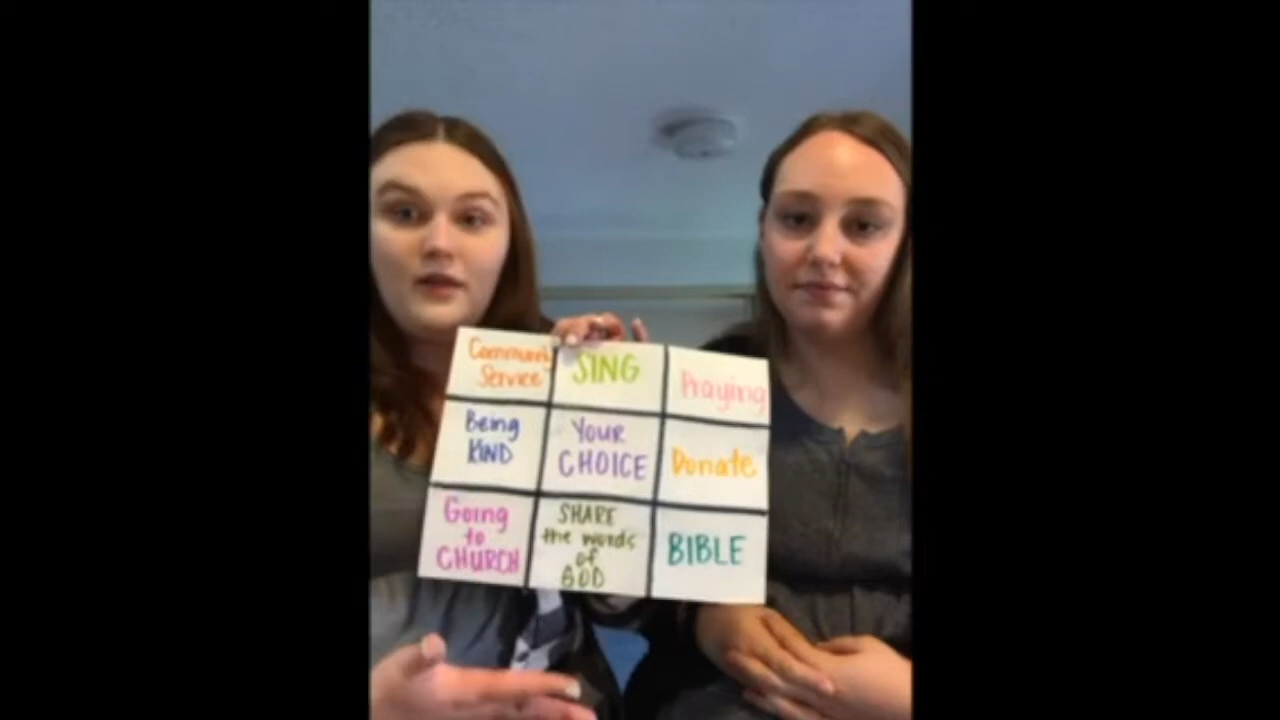 Community
Service
SING
Praying
Being
KIND
YOUR
CHOICE
Donate
Going
to
CHURCH
SHARE
the words
of
GOD
BIBLE